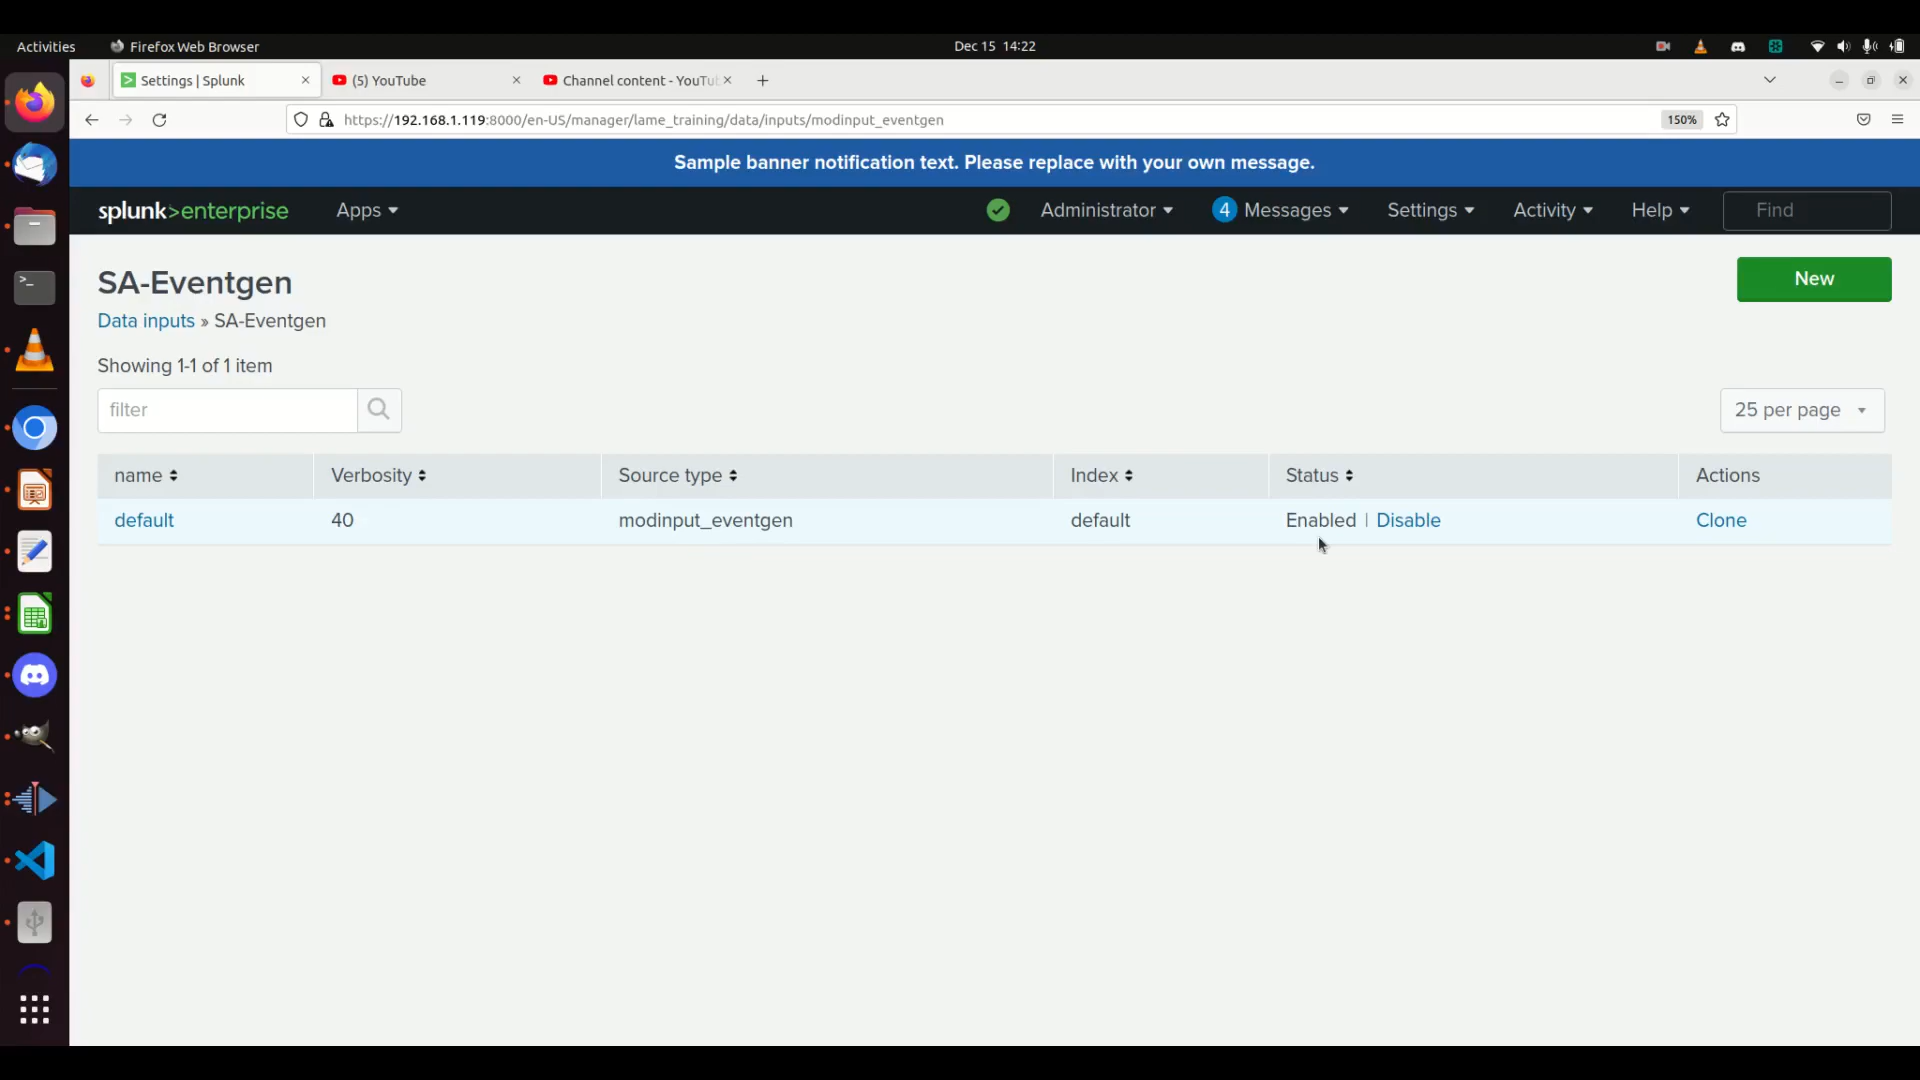 Activities
Firefox Web Browser
Dec 15 14:22
Settings | Splunk
(5) YouTube
Channel content - YouTub
https://192.168.1.119:8000/en-US/manager/lame_training/data/inputs/modinput_eventgen
150%
Sample banner notification text. Please replace with your own message.
splunk>enterprise
Apps
Administrator
4 Messages
Settings
Activity
Help
Find
SA-Eventgen
New
Data inputs » SA-Eventgen
Showing 1-1 of 1 item
filter
25 per page
name Verbosity Source type Index Status Actions
default 40 modinput_eventgen default Enabled | Disable Clone